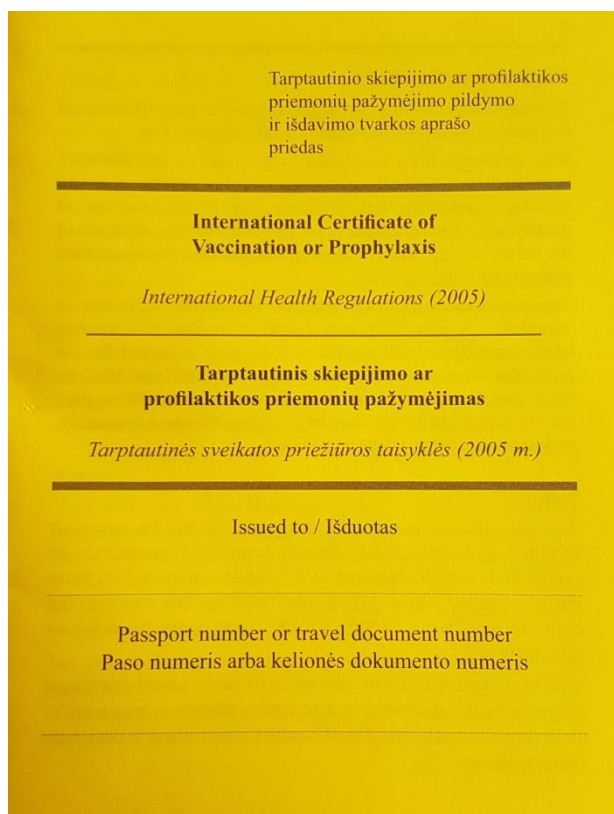 Tarptautinio skiepijimo ar profilaktikos
priemonių pažymėjimo pildymo
ir išdavimo tvarkos aprašo
priedas
International Certificate of
Vaccination or Prophylaxis
International Health Regulations (2005)
Tarptautinis skiepijimo ar
profilaktikos priemonių pažymėjimas
Tarptautinės sveikatos priežiūros taisyklės (2005 m.)
Issued to / Išduotas
Passport number or travel document number
Paso numeris arba kelionės dokumento numeris